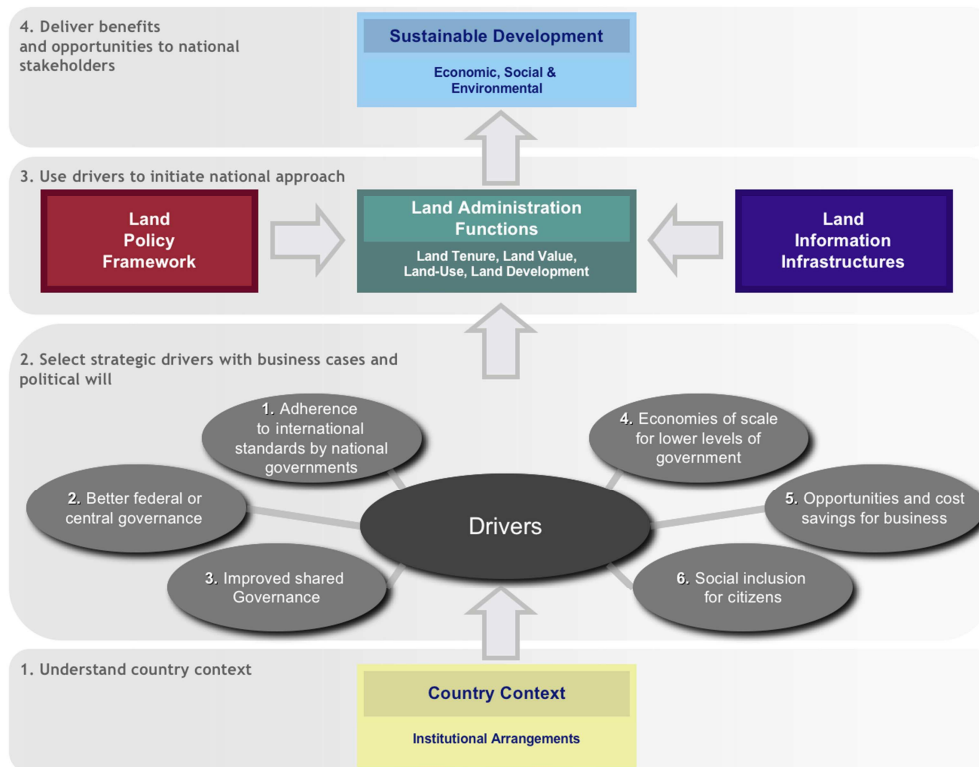 4. Deliver benefits
and opportunities to national
stakeholders
Sustainable Development
Economic, Social &
Environmental
3. Use drivers to initiate national approach
Land
Policy
Framework
Land Administration
Functions
Land Tenure, Land Value,
Land-Use, Land Development
Land
Information
Infrastructures
2. Select strategic drivers with business cases and
political will
1. Adherence
to international
standards by national
governments
4. Economies of scale
for lower levels of
government
2. Better federal or
central governance
Drivers
5. Opportunities and cost
savings for business
3. Improved shared
Governance
6. Social inclusion
for citizens
1. Understand country context
Country Context
Institutional Arrangements